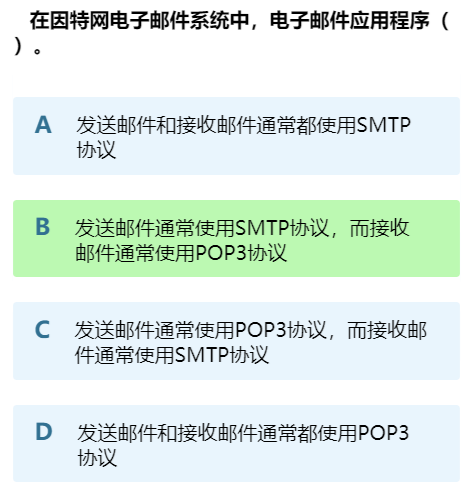 在因特网电子邮件系统中，电子邮件应用程序（
）。
A 发送邮件和接收邮件通常都使用SMTP
协议
B 发送邮件通常使用SMTP协议，而接收
邮件通常使用POP3协议
C 发送邮件通常使用POP3协议，而接收邮
件通常使用SMTP协议
D 发送邮件和接收邮件通常都使用POP3
协议